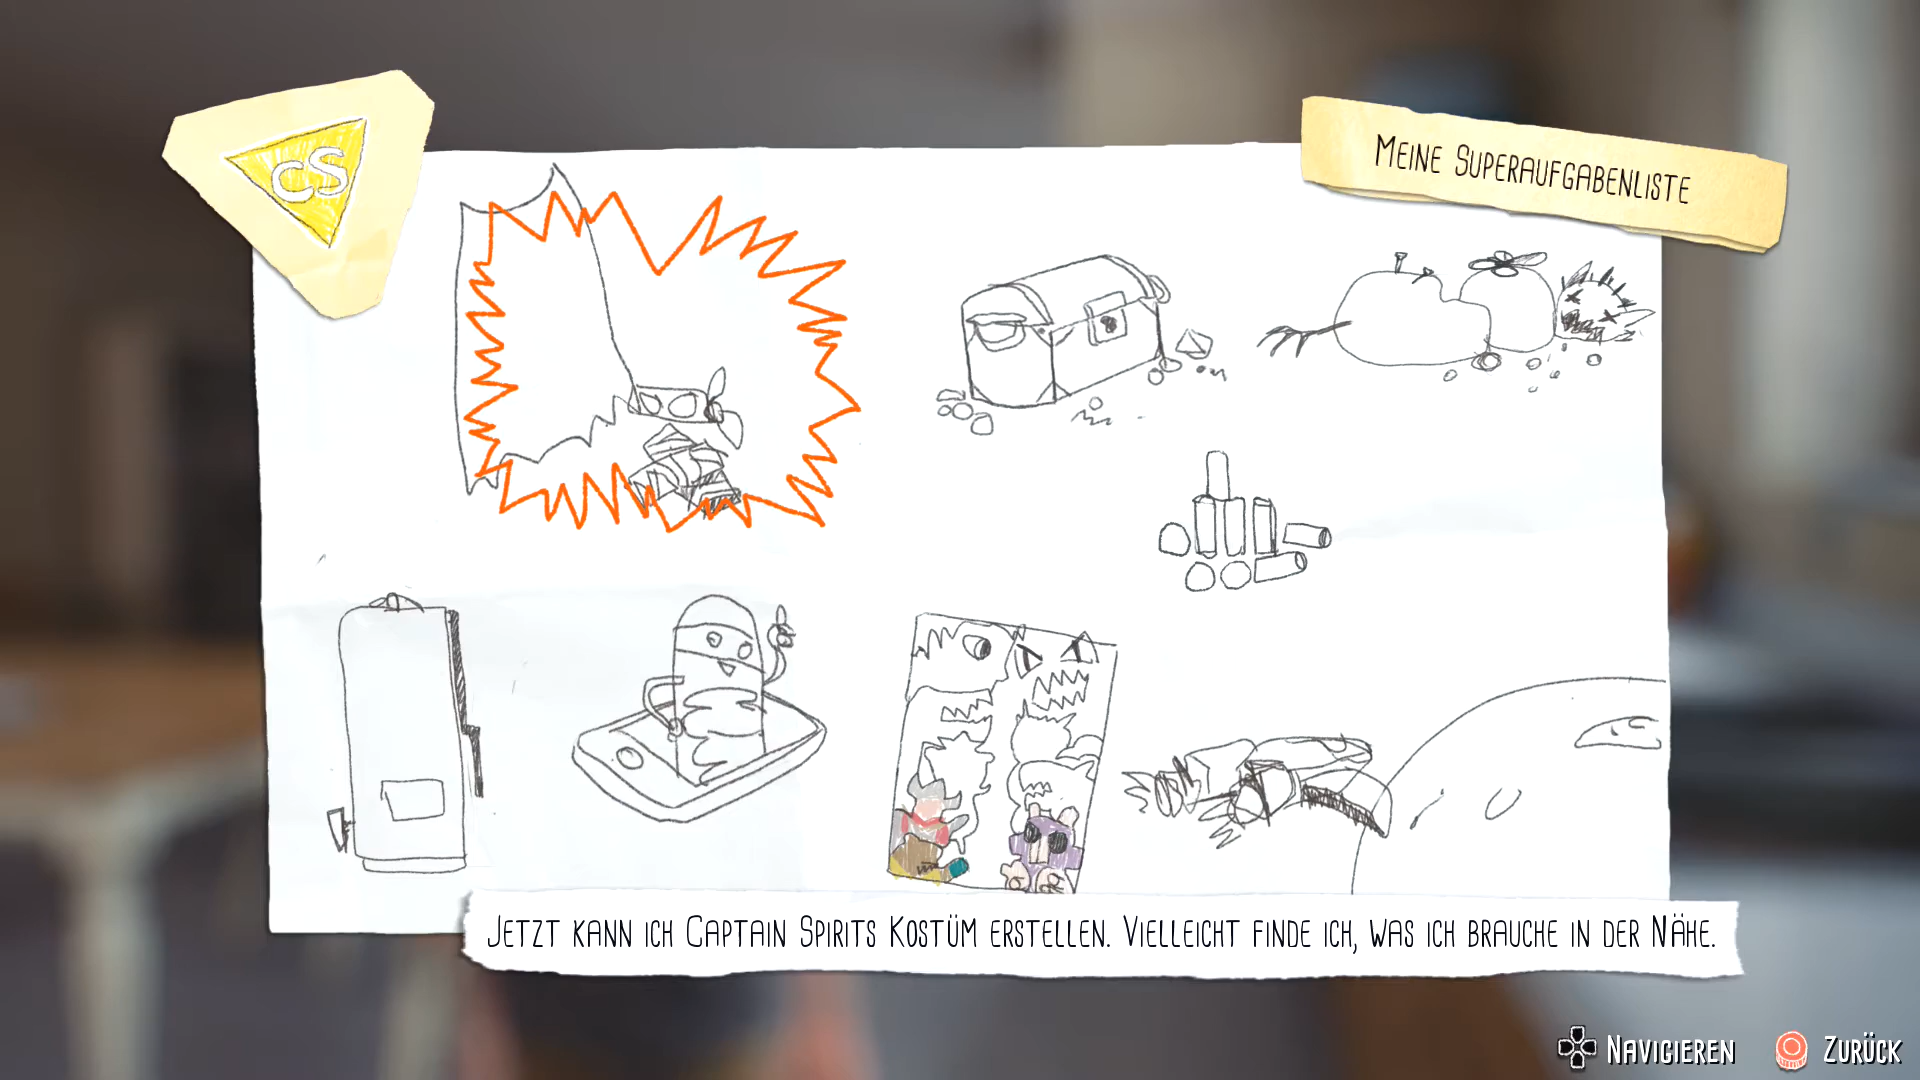 CS
Meine Superaufgabenliste
Jetzt kann ich Captain Spirits Kostüm erstellen. Vielleicht finde ich, was ich brauche in der Nähe.
Navigieren
Zurück